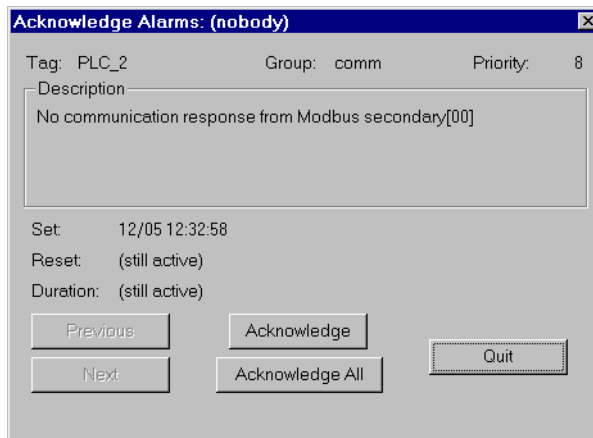 Acknowledge Alarms: (nobody)
Tag: PLC_2 Group: comm Priority: 8
Description
No communication response from Modbus secondary[00]
Set: 12/05 12:32:58
Reset: (still active)
Duration: (still active)
Previous Acknowledge
Quit
Next Acknowledge All